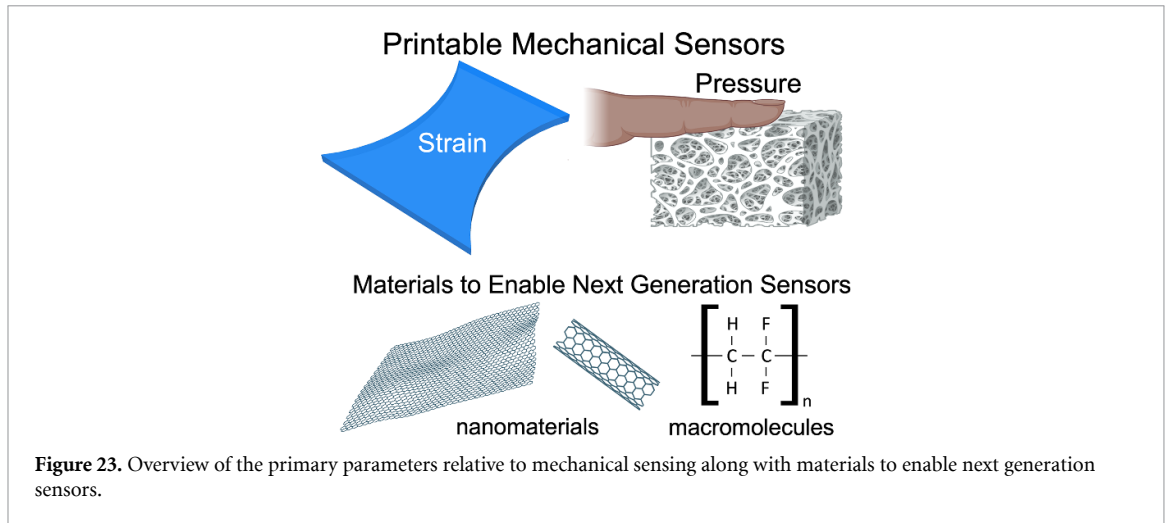 Printable Mechanical Sensors
Pressure
Strain
Materials to Enable Next Generation Sensors
H F
C C
H F
n
nanomaterials
macromolecules
Figure 23. Overview of the primary parameters relative to mechanical sensing along with materials to enable next generation
sensors.